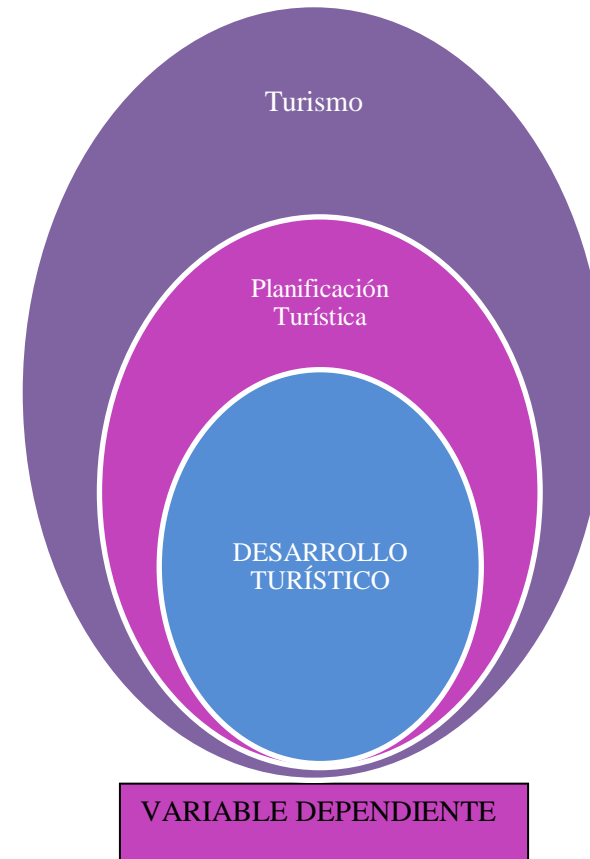 Turismo
Planificación
Turística
DESARROLLO
TURÍSTICO
VARIABLE DEPENDIENTE